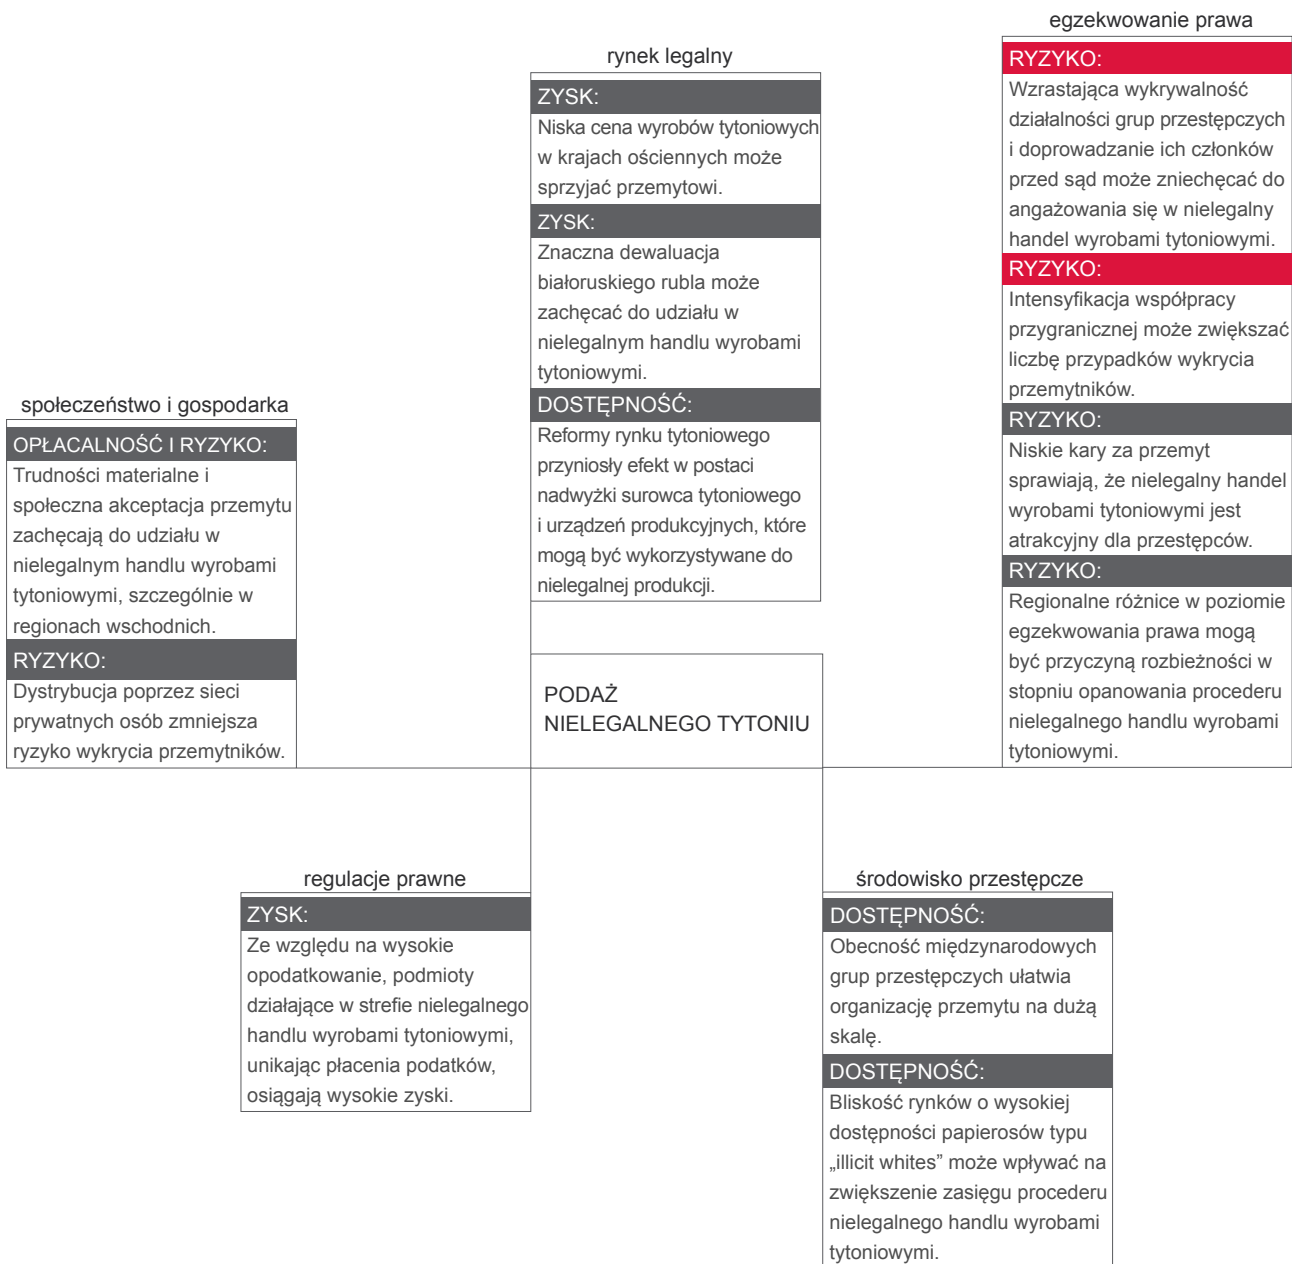 egzekwowanie prawa
RYZYKO:
Wzrastająca wykrywalność
działalności grup przestępczych
i doprowadzanie ich członków
przed sąd może zniechęcać do
angażowania się w nielegalny
handel wyrobami tytoniowymi.
RYZYKO:
Intensyfikacja współpracy
przygranicznej może zwiększać
liczbę przypadków wykrycia
przemytników.
RYZYKO:
Niskie kary za przemyt
sprawiają, że nielegalny handel
wyrobami tytoniowymi jest
atrakcyjny dla przestępców.
RYZYKO:
Regionalne różnice w poziomie
egzekwowania prawa mogą
być przyczyną rozbieżności w
stopniu opanowania procederu
nielegalnego handlu wyrobami
tytoniowymi.
rynek legalny
ZYSK:
Niska cena wyrobów tytoniowych
w krajach ościennych może
sprzyjać przemytowi.
ZYSK:
Znaczna dewaluacja
białoruskiego rubla może
zachęcać do udziału w
nielegalnym handlu wyrobami
tytoniowymi.
DOSTĘPNOŚĆ:
Reformy rynku tytoniowego
przyniosły efekt w postaci
nadwyżki surowca tytoniowego
i urządzeń produkcyjnych, które
mogą być wykorzystywane do
nielegalnej produkcji.
społeczeństwo i gospodarka
OPŁACALNOŚĆ I RYZYKO:
Trudności materialne i
społeczna akceptacja przemytu
zachęcają do udziału w
nielegalnym handlu wyrobami
tytoniowymi, szczególnie w
regionach wschodnich.
RYZYKO:
Dystrybucja poprzez sieci
prywatnych osób zmniejsza
ryzyko wykrycia przemytników.
PODAŻ
NIELEGALNEGO TYTONIU
regulacje prawne
ZYSK:
Ze względu na wysokie
opodatkowanie, podmioty
działające w strefie nielegalnego
handlu wyrobami tytoniowymi,
unikając płacenia podatków,
osiągają wysokie zyski.
środowisko przestępcze
DOSTĘPNOŚĆ:
Obecność międzynarodowych
grup przestępczych ułatwia
organizację przemytu na dużą
skalę.
DOSTĘPNOŚĆ:
Bliskość rynków o wysokiej
dostępności papierosów typu
„illicit whites” może wpływać na
zwiększenie zasięgu procederu
nielegalnego handlu wyrobami
tytoniowymi.